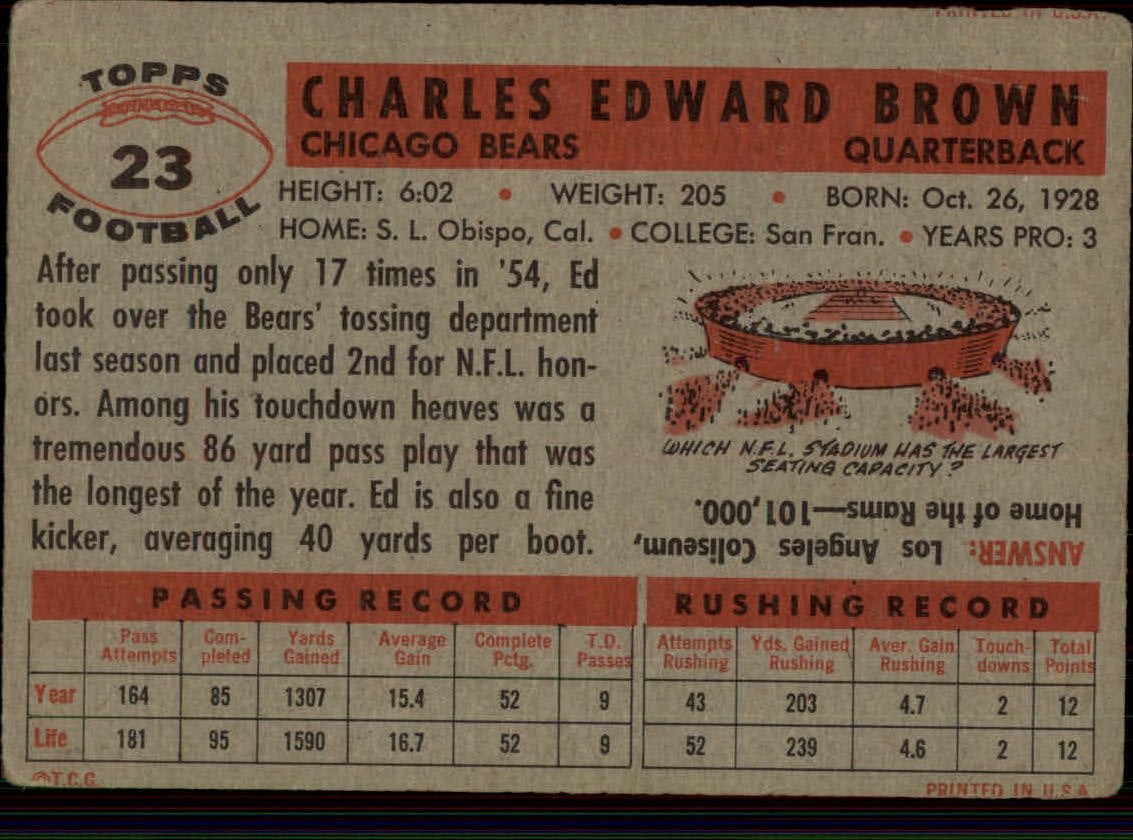 PRINTED IN U.S.A.
TOPPS
23
FOOTBALL
CHARLES EDWARD BROWN
CHICAGO BEARS QUARTERBACK
HEIGHT: 6:02 • WEIGHT: 205 • BORN: Oct. 26, 1928
HOME: S. L. Obispo, Cal. • COLLEGE: San Fran. • YEARS PRO: 3
After passing only 17 times in '54, Ed
took over the Bears' tossing department
last season and placed 2nd for N.F.L. hon-
ors. Among his touchdown heaves was a
tremendous 86 yard pass play that was
the longest of the year. Ed is also a fine
kicker, averaging 40 yards per boot.
WHICH N.F.L. STADIUM HAS THE LARGEST
SEATING CAPACITY?
ANSWER: Los Angeles Coliseum,
Home of the Rams—101,000.
PASSING RECORD
Pass Attempts Com-pleted Yards Gained Average Gain Complete Pctg. T.D. Passes
Year 164 85 1307 15.4 52 9
Life 181 95 1590 16.7 52 9
RUSHING RECORD
Attempts Rushing Yds. Gained Rushing Aver. Gain Rushing Touch-downs Total Points
43 203 4.7 2 12
52 239 4.6 2 12
©T.C.G.
PRINTED IN U.S.A.